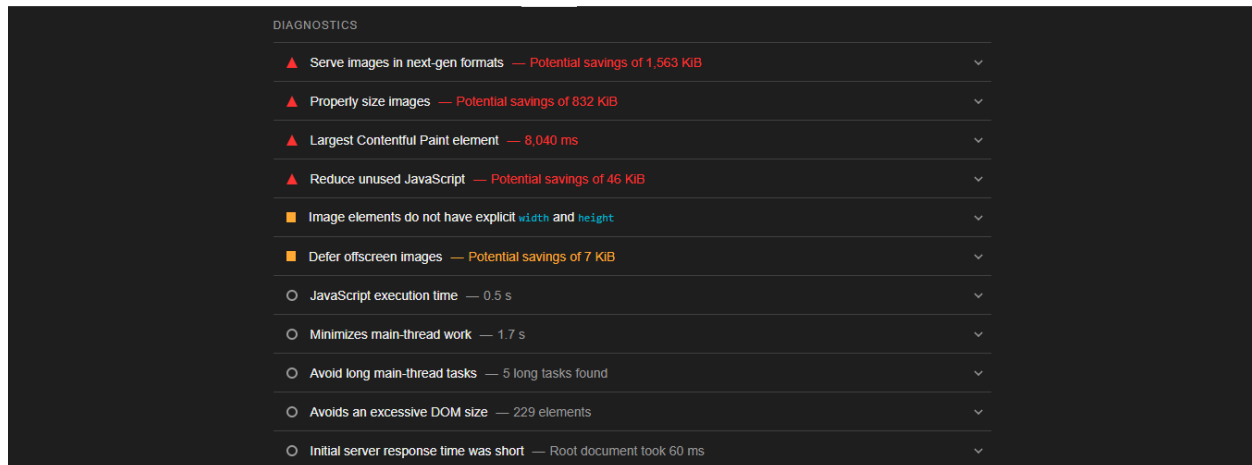 DIAGNOSTICS
Serve images in next-gen formats — Potential savings of 1,563 KiB
Properly size images — Potential savings of 832 KiB
Largest Contentful Paint element — 8,040 ms
Reduce unused JavaScript — Potential savings of 46 KiB
Image elements do not have explicit width and height
Defer offscreen images — Potential savings of 7 KiB
JavaScript execution time — 0.5 s
Minimizes main-thread work — 1.7 s
Avoid long main-thread tasks — 5 long tasks found
Avoids an excessive DOM size — 229 elements
Initial server response time was short — Root document took 60 ms